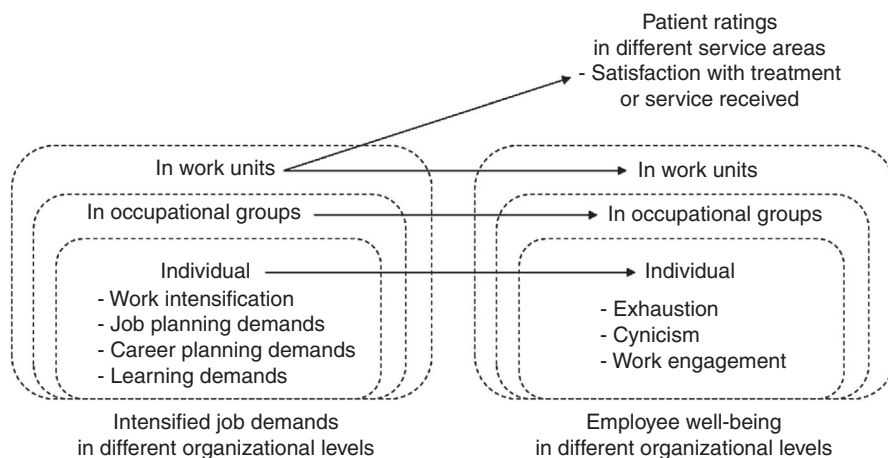 Patient ratings
in different service areas
- Satisfaction with treatment
or service received
In work units
In work units
In occupational groups
In occupational groups
Individual
- Work intensification
- Job planning demands
- Career planning demands
- Learning demands
Individual
- Exhaustion
- Cynicism
- Work engagement
Intensified job demands
in different organizational levels
Employee well-being
in different organizational levels